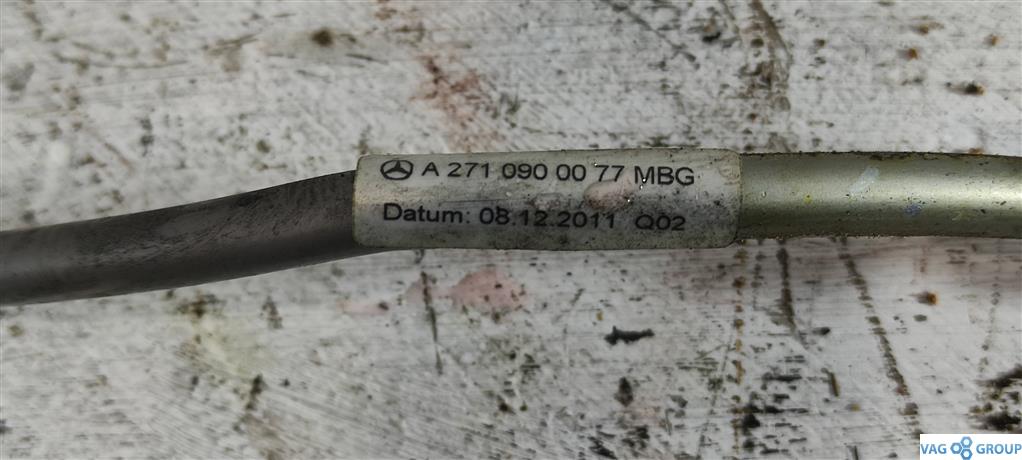 A 271 090 00 77 MBG
Datum: 08.12.2011 Q02
VAG GROUP